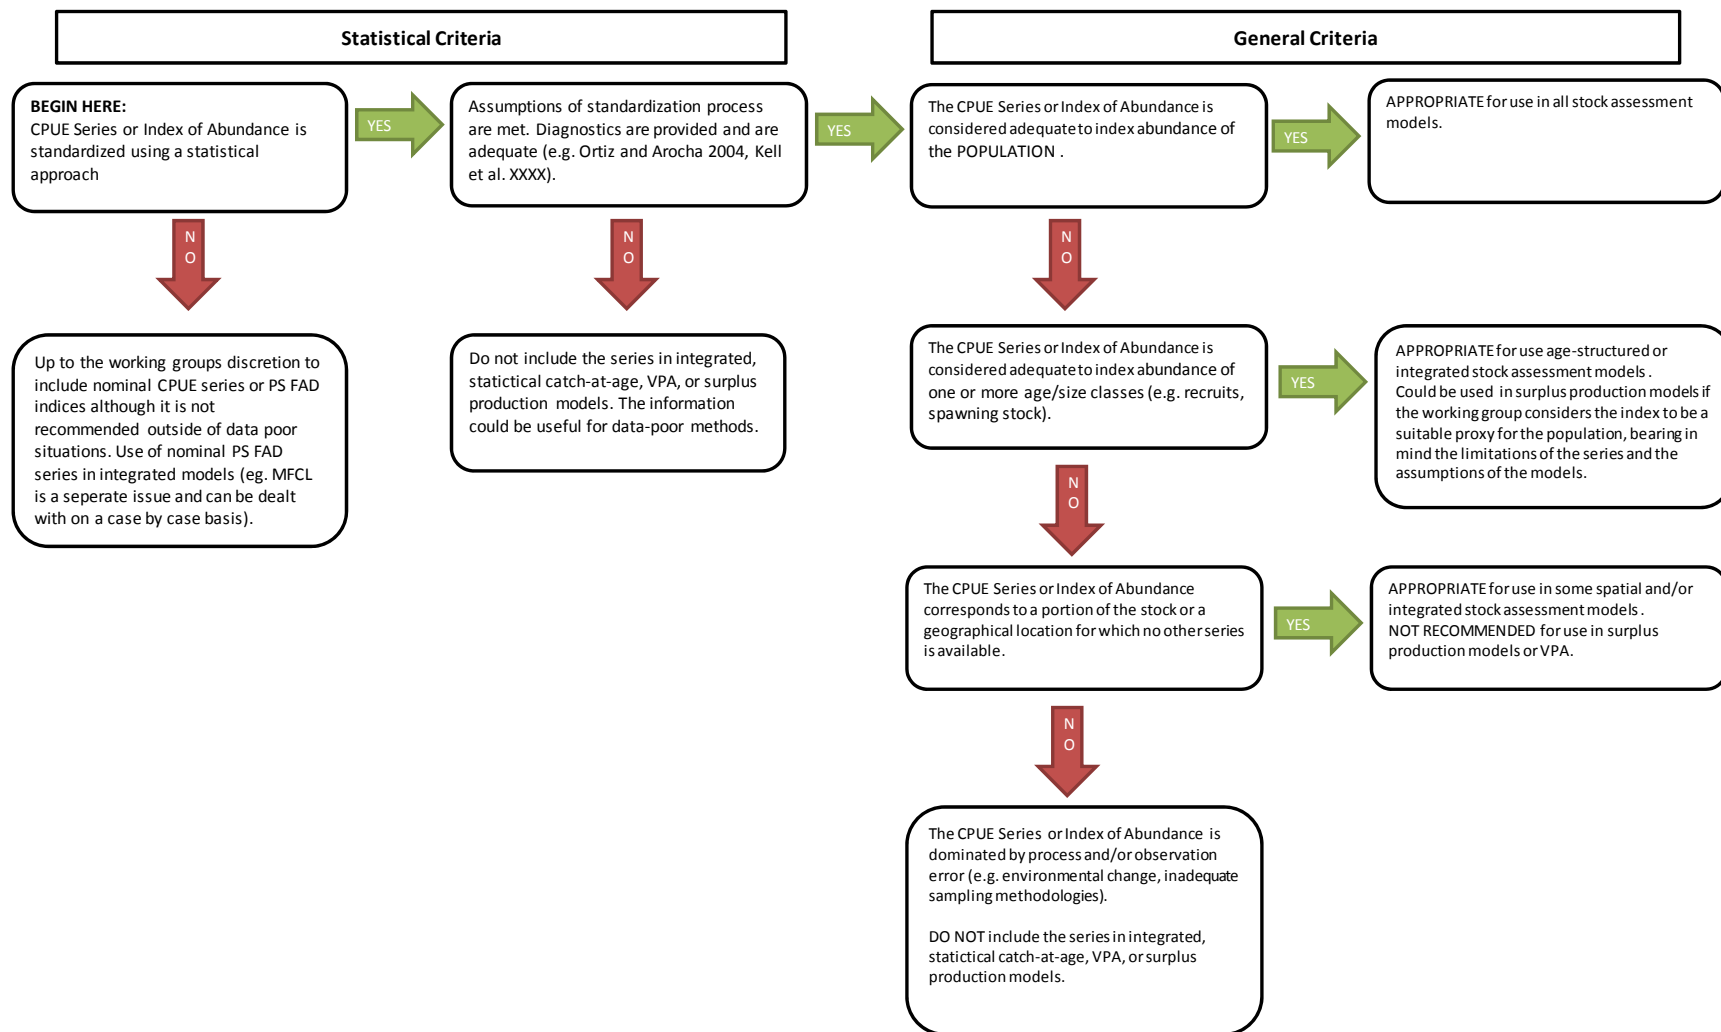 Statistical Criteria
General Criteria
BEGIN HERE:
CPUE Series or Index of Abundance is
standardized using a statistical
approach
YES
Assumptions of standardization process
are met. Diagnostics are provided and are
adequate (e.g. Ortiz and Arocha 2004, Kell
et al. XXXX).
YES
The CPUE Series or Index of Abundance is
considered adequate to index abundance of
the POPULATION .
YES
APPROPRIATE for use in all stock assessment
models.
N
O
N
O
N
O
Up to the working groups discretion to
include nominal CPUE series or PS FAD
indices although it is not
recommended outside of data poor
situations. Use of nominal PS FAD
series in integrated models (eg. MFCL
is a seperate issue and can be dealt
with on a case by case basis).
Do not include the series in integrated,
statictical catch-at-age, VPA, or surplus
production models. The information
could be useful for data-poor methods.
The CPUE Series or Index of Abundance is
considered adequate to index abundance of
one or more age/size classes (e.g. recruits,
spawning stock).
YES
APPROPRIATE for use age-structured or
integrated stock assessment models .
Could be used in surplus production models if
the working group considers the index to be a
suitable proxy for the population, bearing in
mind the limitations of the series and the
assumptions of the models.
N
O
The CPUE Series or Index of Abundance
corresponds to a portion of the stock or a
geographical location for which no other series
is available.
YES
APPROPRIATE for use in some spatial and/or
integrated stock assessment models .
NOT RECOMMENDED for use in surplus
production models or VPA.
N
O
The CPUE Series or Index of Abundance is
dominated by process and/or observation
error (e.g. environmental change, inadequate
sampling methodologies).
DO NOT include the series in integrated,
statictical catch-at-age, VPA, or surplus
production models.